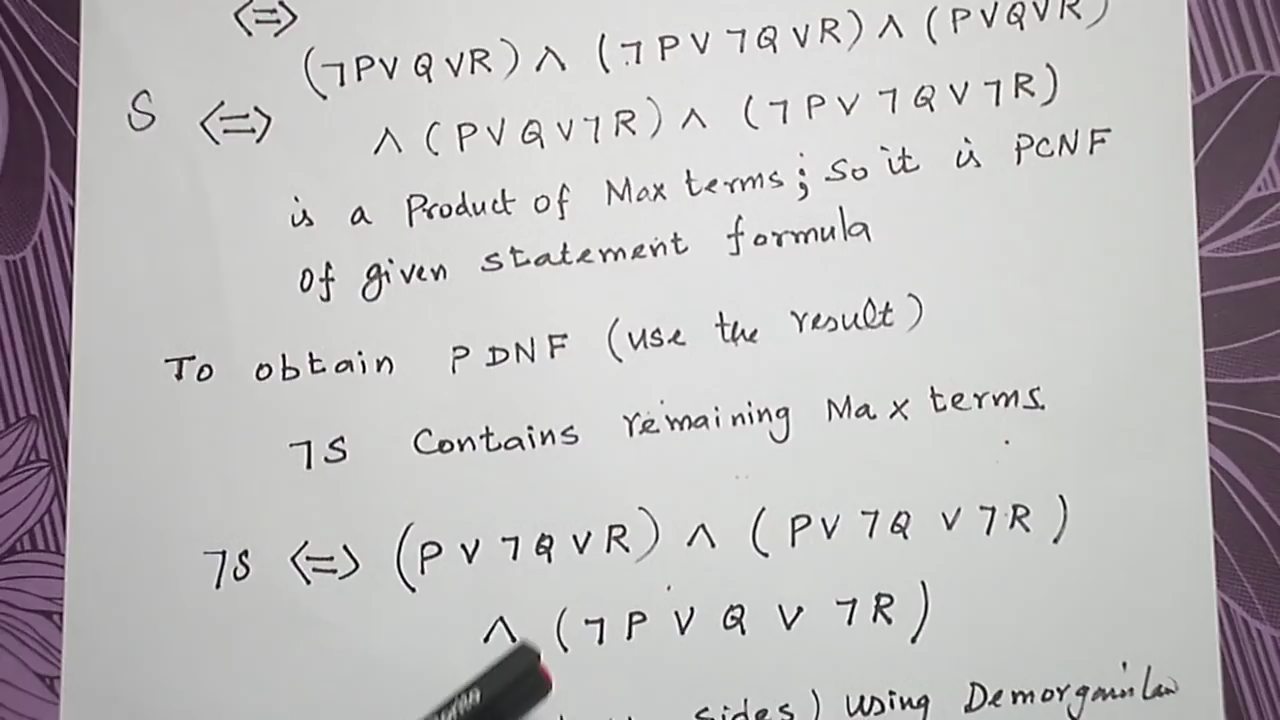 <=>
(¬P∨Q∨R) ∧ (¬P∨¬Q∨R) ∧ (P∨Q∨R)
S <=> ∧ (P∨Q∨¬R) ∧ (¬P∨¬Q∨¬R)
is a Product of Max terms; So it is PCNF
of given statement formula
To obtain PDNF (use the result)
¬S Contains remaining Max terms.
¬S <=> (P∨¬Q∨R) ∧ (P∨¬Q∨¬R)
∧ (¬P∨Q∨¬R)
sides) using Demorgan's Law